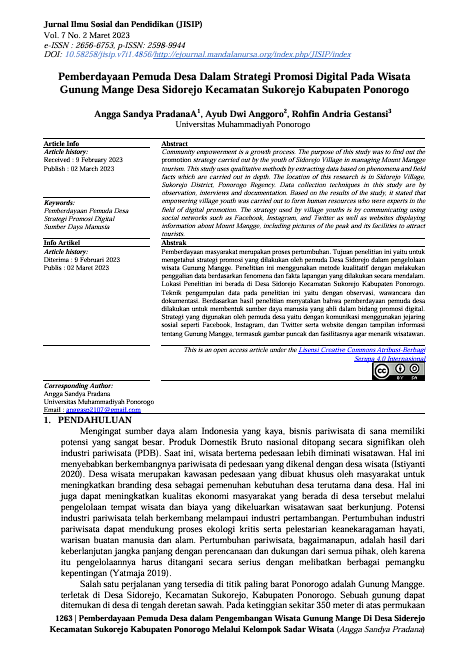 Jurnal Ilmu Sosial dan Pendidikan (JISIP)
Vol. 7 No. 2 Maret 2023
e-ISSN : 2656-6753, p-ISSN: 2598-9944
DOI: 10.58258/jisip.v7i1.4856/http://ejournal.mandalanursa.org/index.php/JISIP/index
Pemberdayaan Pemuda Desa Dalam Strategi Promosi Digital Pada Wisata
Gunung Mange Desa Sidorejo Kecamatan Sukorejo Kabupaten Ponorogo
Angga Sandya PradanaA¹, Ayub Dwi Anggoro², Rohfin Andria Gestansi³
Universitas Muhammadiyah Ponorogo
Article Info
Article history:
Received : 9 February 2023
Publish : 02 March 2023
Keywords:
Pemberdayaan Pemuda Desa
Strategi Promosi Digital
Sumber Daya Manusia
Abstract
Community empowerment is a growth process. The purpose of this study was to find out the
promotion strategy carried out by the youth of Sidorejo Village in managing Mount Mangge
tourism. This study uses qualitative methods by extracting data based on phenomena and field
facts which are carried out in depth. The location of this research is in Sidorejo Village,
Sukorejo District, Ponorogo Regency. Data collection techniques in this study are by
observation, interviews and documentation. Based on the results of the study, it stated that
empowering village youth was carried out to form human resources who were experts in the
field of digital promotion. The strategy used by village youths is by communicating using
social networks such as Facebook, Instagram, and Twitter as well as websites displaying
information about Mount Mangge, including pictures of the peak and its facilities to attract
tourists.
Info Artikel
Article history:
Diterima : 9 Februari 2023
Publis : 02 Maret 2023
Abstrak
Pemberdayaan masyarakat merupakan proses pertumbuhan. Tujuan penelitian ini yaitu untuk
mengetahui strategi promosi yang dilakukan oleh pemuda Desa Sidorejo dalam pengelolaan
wisata Gunung Mangge. Penelitian ini menggunakan metode kualitatif dengan melakukan
penggalian data berdasarkan fenomena dan fakta lapangan yang dilakukan secara mendalam.
Lokasi Penelitian ini berada di Desa Sidorejo Kecamatan Sukorejo Kabupaten Ponorogo.
Teknik pengumpulan data pada penelitian ini yaitu dengan observasi, wawancara dan
dokumentasi. Berdasarkan hasil penelitian menyatakan bahwa pemberdayaan pemuda desa
dilakukan untuk membentuk sumber daya manusia yang ahli dalam bidang promosi digital.
Strategi yang digunakan oleh pemuda desa yaitu dengan komunikasi menggunakan jejaring
sosial seperti Facebook, Instagram, dan Twitter serta website dengan tampilan informasi
tentang Gunung Mangge, termasuk gambar puncak dan fasilitasnya agar menarik wisatawan.
This is an open access article under the Lisensi Creative Commons Atribusi-Berbagi
Serupa 4.0 Internasional
cc BY SA
Corresponding Author:
Angga Sandya Pradana
Universitas Muhammadiyah Ponorogo
Email : anggasp2107@gmail.com
1. PENDAHULUAN
Mengingat sumber daya alam Indonesia yang kaya, bisnis pariwisata di sana memiliki
potensi yang sangat besar. Produk Domestik Bruto nasional ditopang secara signifikan oleh
industri pariwisata (PDB). Saat ini, wisata bertema pedesaan lebih diminati wisatawan. Hal ini
menyebabkan berkembangnya pariwisata di pedesaan yang dikenal dengan desa wisata (Istiyanti
2020). Desa wisata merupakan kawasan pedesaan yang dibuat khusus oleh masyarakat untuk
meningkatkan branding desa sebagai pemenuhan kebutuhan desa terutama dana desa. Hal ini
juga dapat meningkatkan kualitas ekonomi masyarakat yang berada di desa tersebut melalui
pengelolaan tempat wisata dan biaya yang dikeluarkan wisatawan saat berkunjung. Potensi
industri pariwisata telah berkembang melampaui industri pertambangan. Pertumbuhan industri
pariwisata dapat mendukung proses ekologi kritis serta pelestarian keanekaragaman hayati,
warisan buatan manusia dan alam. Pertumbuhan pariwisata, bagaimanapun, adalah hasil dari
keberlanjutan jangka panjang dengan perencanaan dan dukungan dari semua pihak, oleh karena
itu pengelolaannya harus ditangani secara serius dengan melibatkan berbagai pemangku
kepentingan (Yatmaja 2019).
Salah satu perjalanan yang tersedia di titik paling barat Ponorogo adalah Gunung Mangge.
terletak di Desa Sidorejo, Kecamatan Sukorejo, Kabupaten Ponorogo. Sebuah gunung dapat
ditemukan di desa di tengah deretan sawah. Pada ketinggian sekitar 350 meter di atas permukaan
1263 | Pemberdayaan Pemuda Desa dalam Pengembangan Wisata Gunung Mange Di Desa Sidorejo
Kecamatan Sukorejo Kabupaten Ponorogo Melalui Kelompok Sadar Wisata (Angga Sandya Pradana)